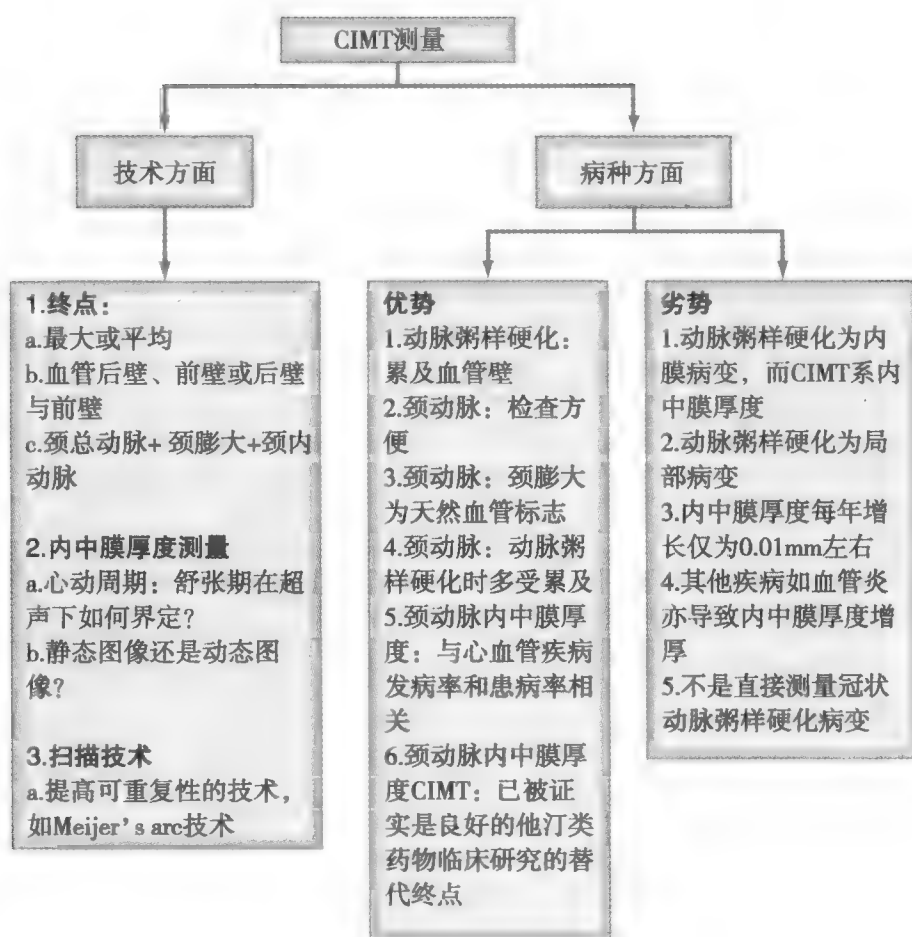 CIMT测量
技术方面
病种方面
1.终点：
a.最大或平均
b.血管后壁、前壁或后壁
与前壁
c.颈总动脉+ 颈膨大+颈内
动脉
2.内中膜厚度测量
a.心动周期：舒张期在超
声下如何界定？
b.静态图像还是动态图
像？
3.扫描技术
a.提高可重复性的技术，
如Meijer’s arc技术
优势
1.动脉粥样硬化：
累及血管壁
2.颈动脉：检查方
便
3.颈动脉：颈膨大
为天然血管标志
4.颈动脉：动脉粥
样硬化时多受累及
5.颈动脉内中膜厚
度：与心血管疾病
发病率和患病率相
关
6.颈动脉内中膜厚
度CIMT：已被证
实是良好的他汀类
药物临床研究的替
代终点
劣势
1.动脉粥样硬化为内
膜病变，而CIMT系内
中膜厚度
2.动脉粥样硬化为局
部病变
3.内中膜厚度每年增
长仅为0.01mm左右
4.其他疾病如血管炎
亦导致内中膜厚度增
厚
5.不是直接测量冠状
动脉粥样硬化病变